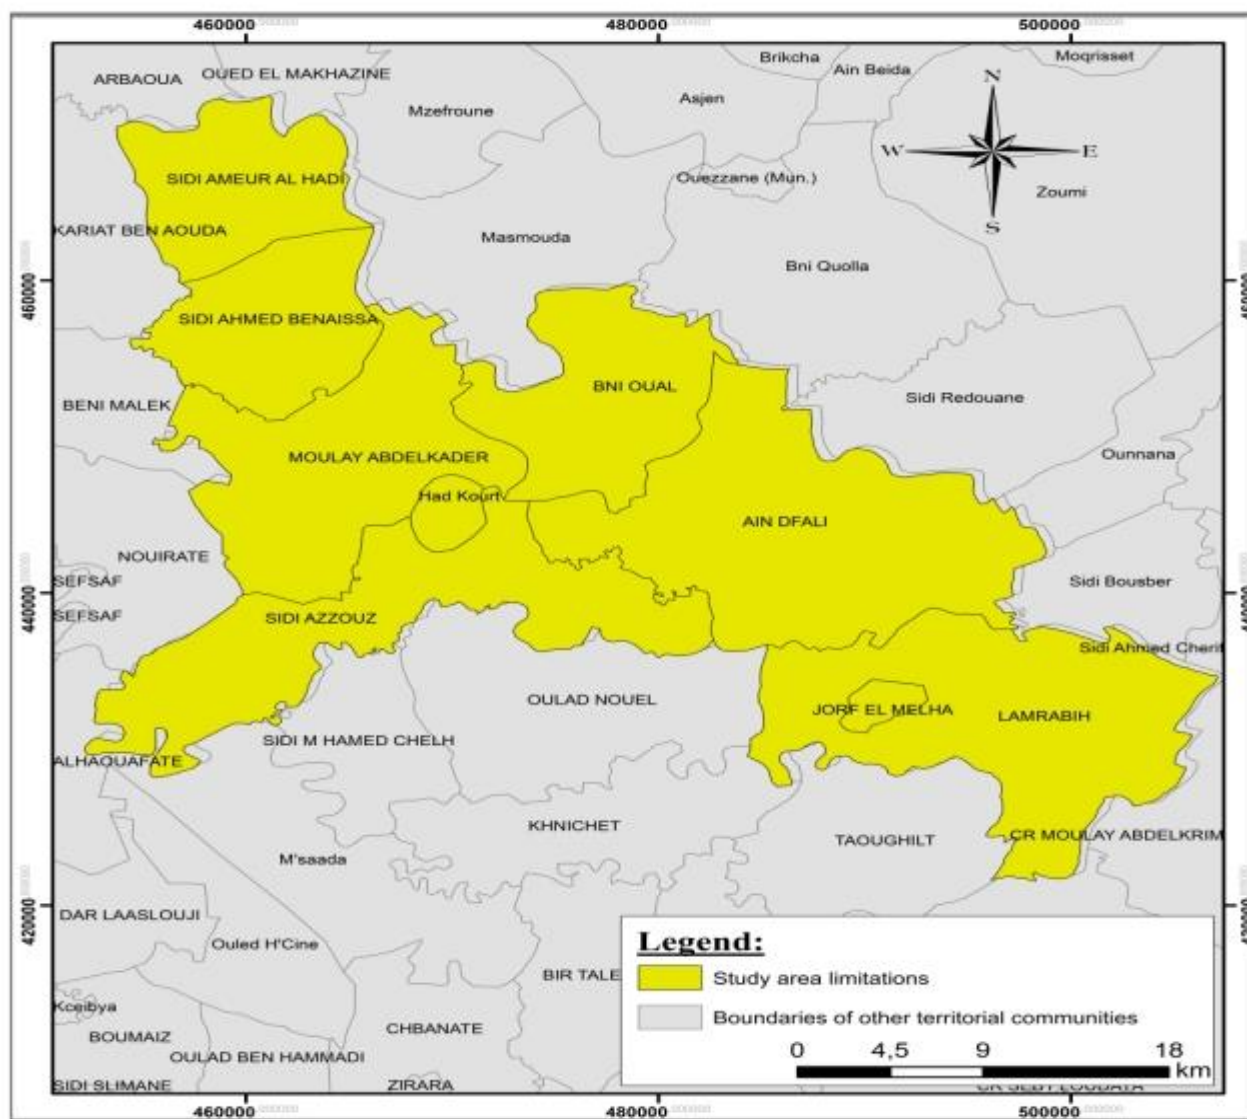 460000 480000 500000
Brikcha
Moqrisset
ARBAOUA
OUED EL MAKHAZINE
Ain Beida
N
Mzefroune
Asjen
W E
SIDI AMEUR AL HADI
Ouezzane (Mun.)
Zoumi
S
KARIAT BEN AOUDA
Masmouda
Bni Quolla
460000
SIDI AHMED BENAISSA
BNI OUAL
Sidi Redouane
BENI MALEK
MOULAY ABDELKADER
Ounnana
Had Kourt
AIN DFALI
NOUIRATE
SEFSAF
Sidi Bousber
440000 440000
SEFSAF
SIDI AZZOUZ
Sidi Ahmed Cherif
OULAD NOUEL
JORF EL MELHA
LAMRABIH
SIDI M HAMED CHELH
ALHAOUAFATE
KHNICHET
TAOUGHILT
CR MOULAY ABDELKRIM
M'saada
420000
DAR LAASLOUJI
Ouled H'Cine
BIR TALE
Kceibya
BOUMAIZ
CHBANATE
OULAD BEN HAMMADI
SIDI SLIMANE
ZIRARA
Legend:
Study area limitations
Boundaries of other territorial communities
0 4,5 9 18
km
460000 480000 500000